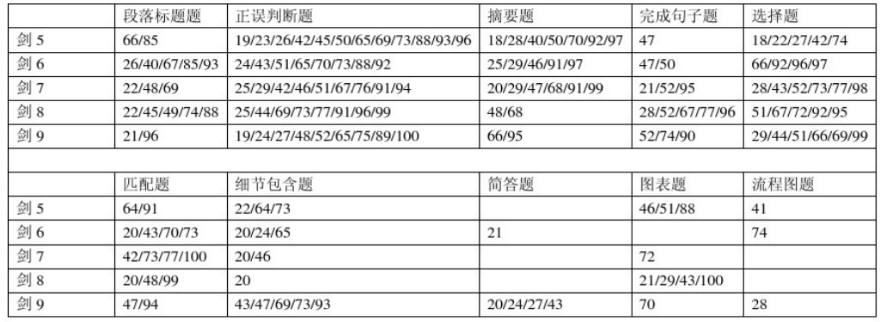 段落标题题 正误判断题 摘要题 完成句子题 选择题
剑 5 66/85 19/23/26/42/45/50/65/69/73/88/93/96 18/28/40/50/70/92/97 47 18/22/27/42/74
剑 6 26/40/67/85/93 24/43/51/65/70/73/88/92 25/29/46/91/97 47/50 66/92/96/97
剑 7 22/48/69 25/29/42/46/51/67/76/91/94 20/29/47/68/91/99 21/52/95 28/43/52/73/77/98
剑 8 22/45/49/74/88 25/44/69/73/77/91/96/99 48/68 28/52/67/77/96 51/67/72/92/95
剑 9 21/96 19/24/27/48/52/65/75/89/100 66/95 52/74/90 29/44/51/66/69/99
匹配题 细节包含题 简答题 图表题 流程图题
剑 5 64/91 22/64/73 46/51/88 41
剑 6 20/43/70/73 20/24/65 21 74
剑 7 42/73/77/100 20/46 72
剑 8 20/48/99 20 21/29/43/100
剑 9 47/94 43/47/69/73/93 20/24/27/43 70 28